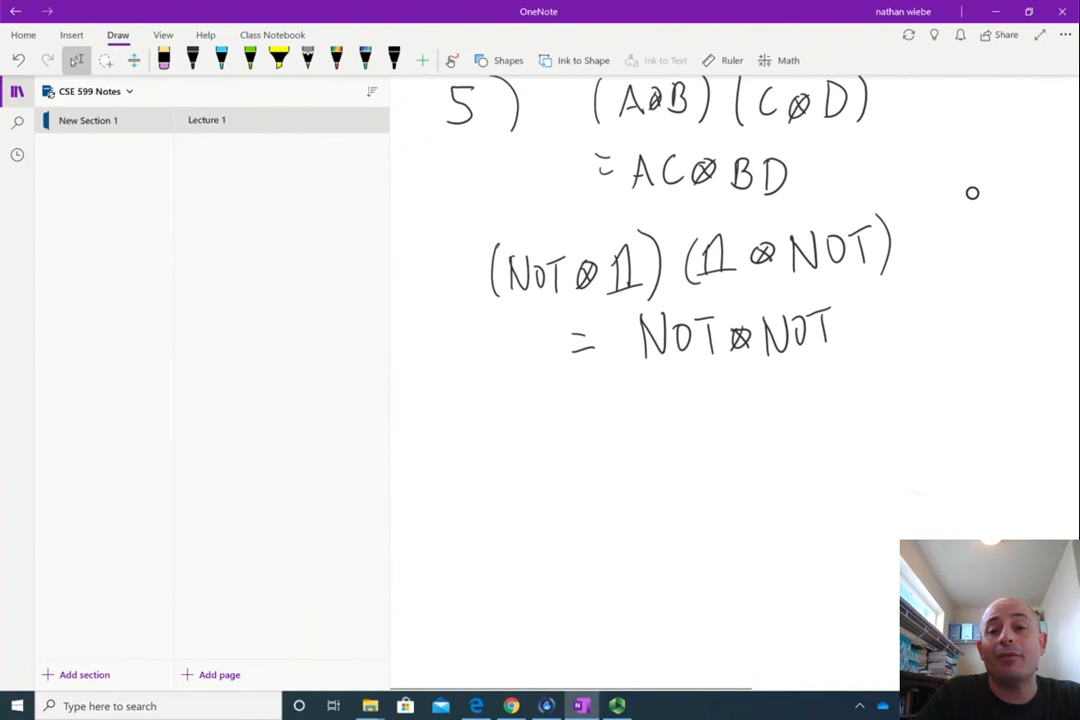 OneNote
nathan wiebe
Home Insert Draw View Help Class Notebook
Share
Shapes Ink to Shape Ink to Text Ruler Math
CSE 599 Notes
New Section 1 Lecture 1
5) (A⊗B)(C⊗D)
= AC⊗BD
(NOT⊗𝟙)(𝟙⊗NOT)
= NOT⊗NOT
+ Add section + Add page
Type here to search